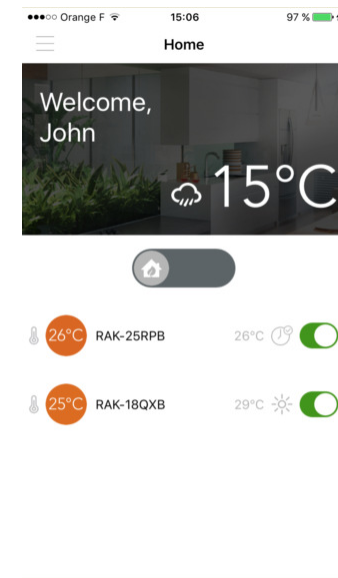 Orange F 15:06 97 %
Home
Welcome,
John
15°C
26°C RAK-25RPB 26°C
25°C RAK-18QXB 29°C